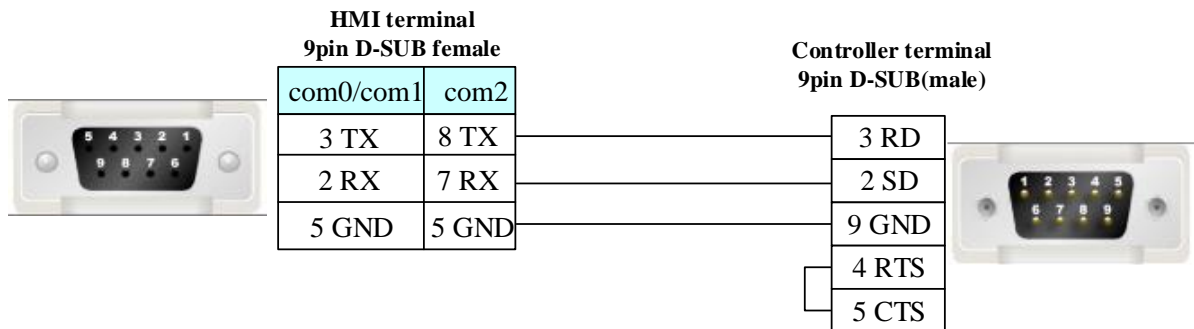 HMI terminal
9pin D-SUB female
com0/com1 com2
3 TX 8 TX
2 RX 7 RX
5 GND 5 GND
5 4 3 2 1
9 8 7 6
Controller terminal
9pin D-SUB(male)
3 RD
2 SD
9 GND
4 RTS
5 CTS
1 2 3 4 5
6 7 8 9